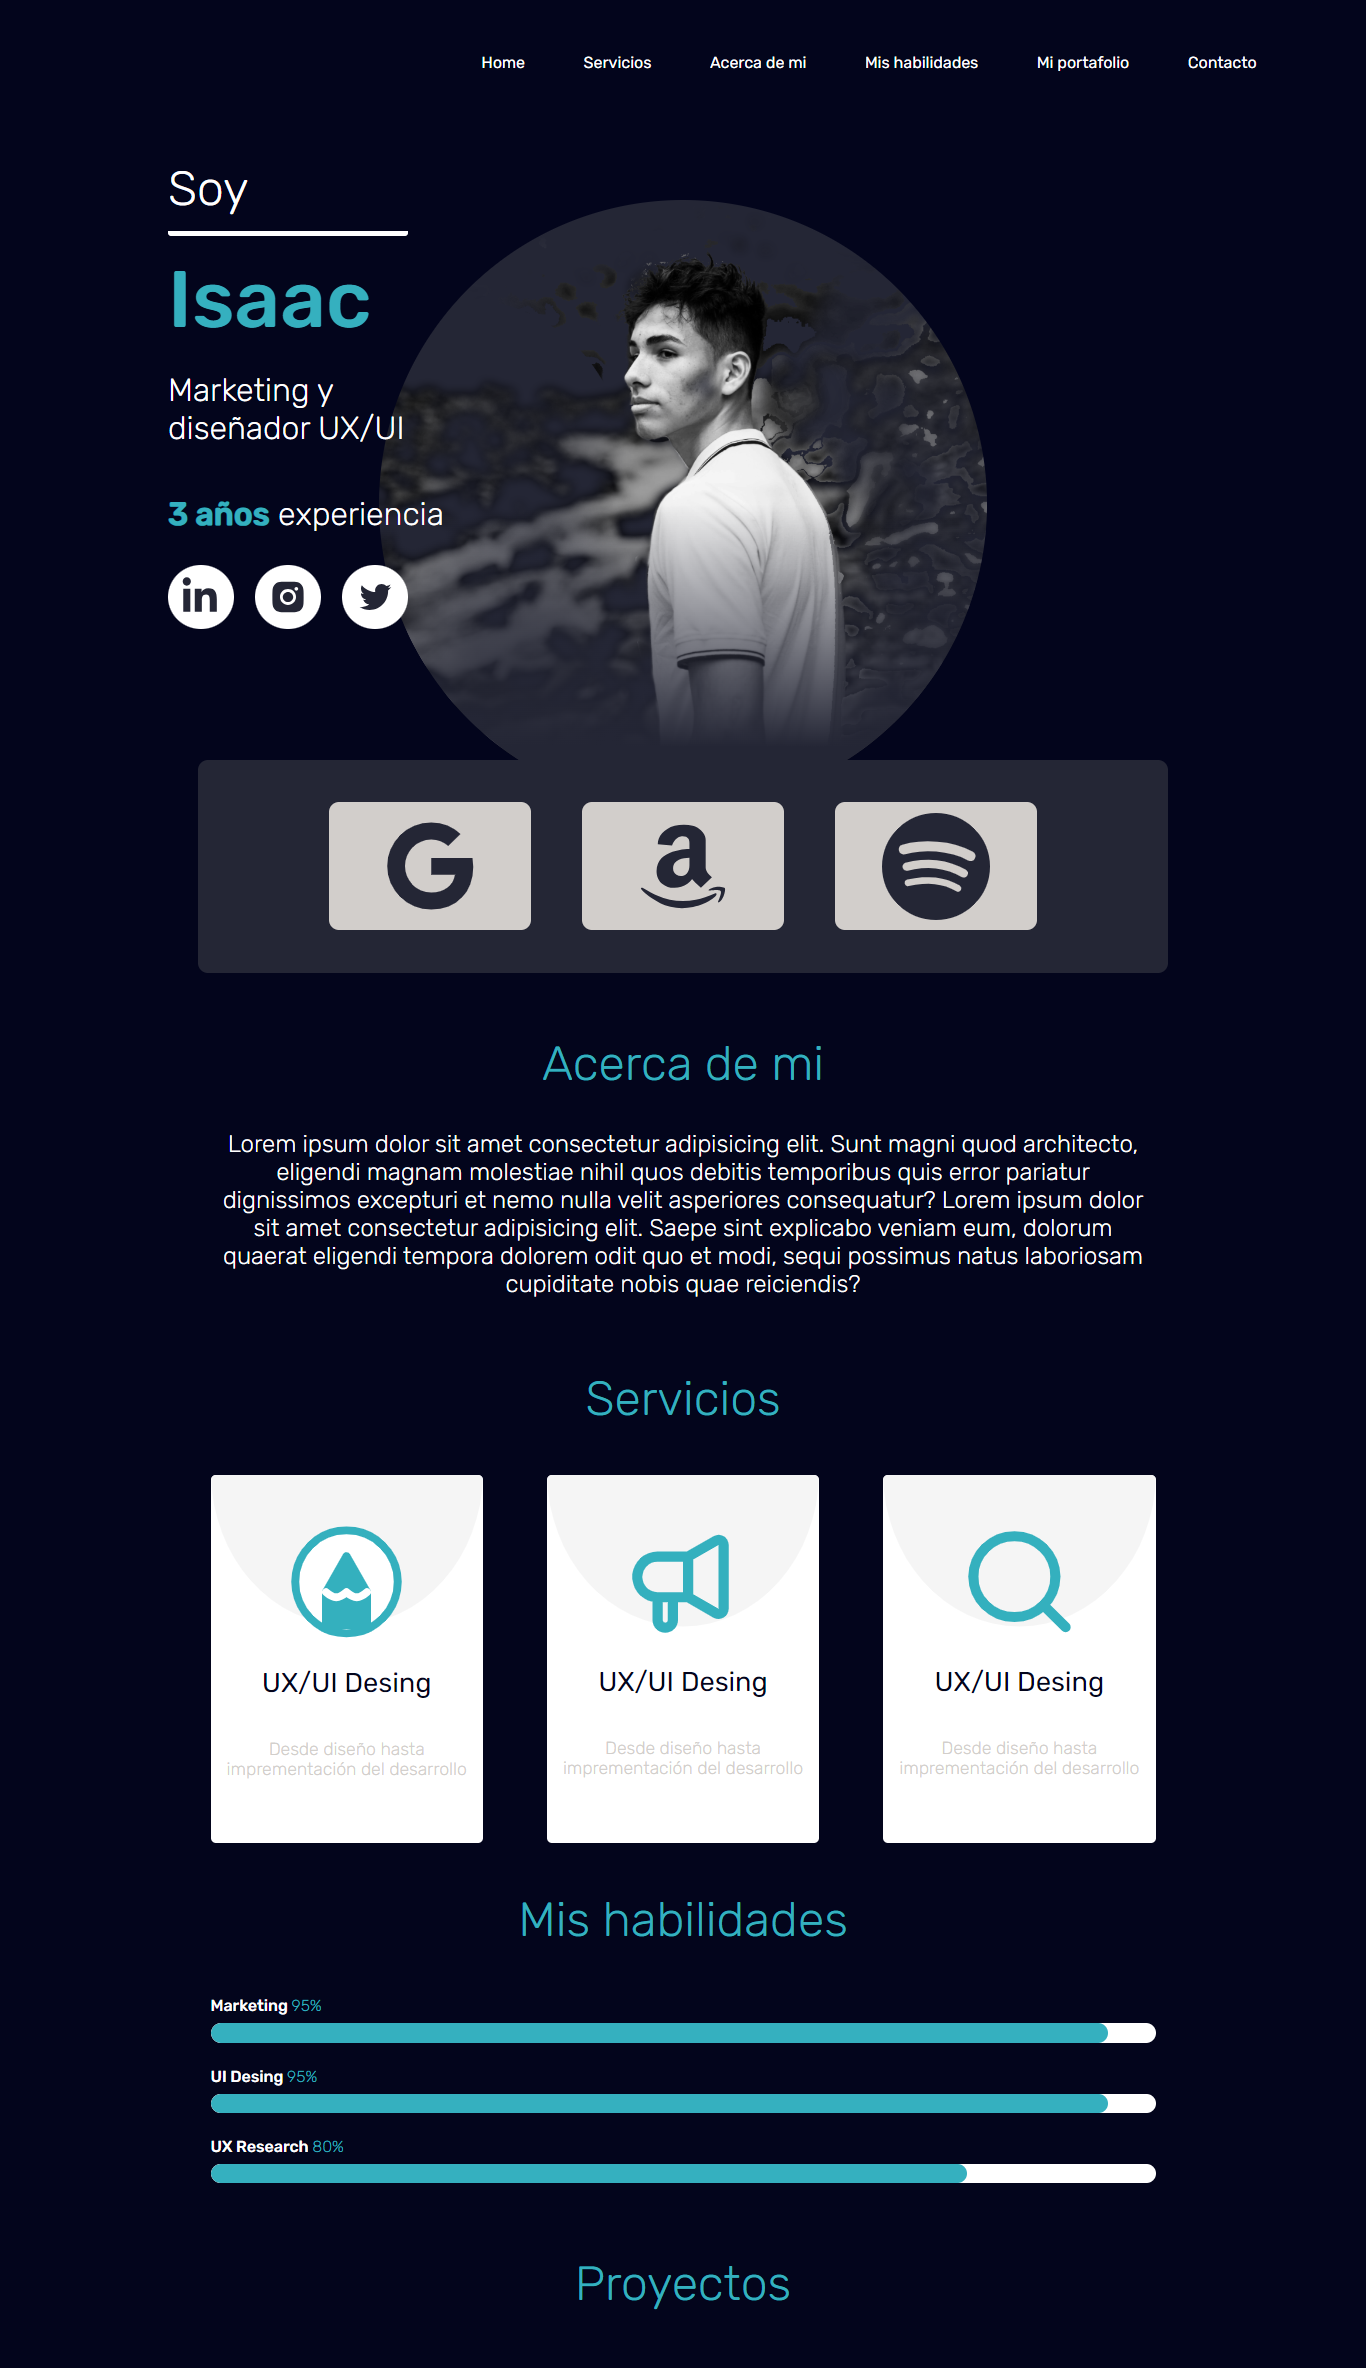 Home Servicios Acerca de mi Mis habilidades Mi portafolio Contacto
Soy
Isaac
Marketing y
diseñador UX/UI
3 años experiencia
Acerca de mi
Lorem ipsum dolor sit amet consectetur adipisicing elit. Sunt magni quod architecto,
eligendi magnam molestiae nihil quos debitis temporibus quis error pariatur
dignissimos excepturi et nemo nulla velit asperiores consequatur? Lorem ipsum dolor
sit amet consectetur adipisicing elit. Saepe sint explicabo veniam eum, dolorum
quaerat eligendi tempora dolorem odit quo et modi, sequi possimus natus laboriosam
cupiditate nobis quae reiciendis?
Servicios
UX/UI Desing
Desde diseño hasta
imprementación del desarrollo
UX/UI Desing
Desde diseño hasta
imprementación del desarrollo
UX/UI Desing
Desde diseño hasta
imprementación del desarrollo
Mis habilidades
Marketing 95%
UI Desing 95%
UX Research 80%
Proyectos